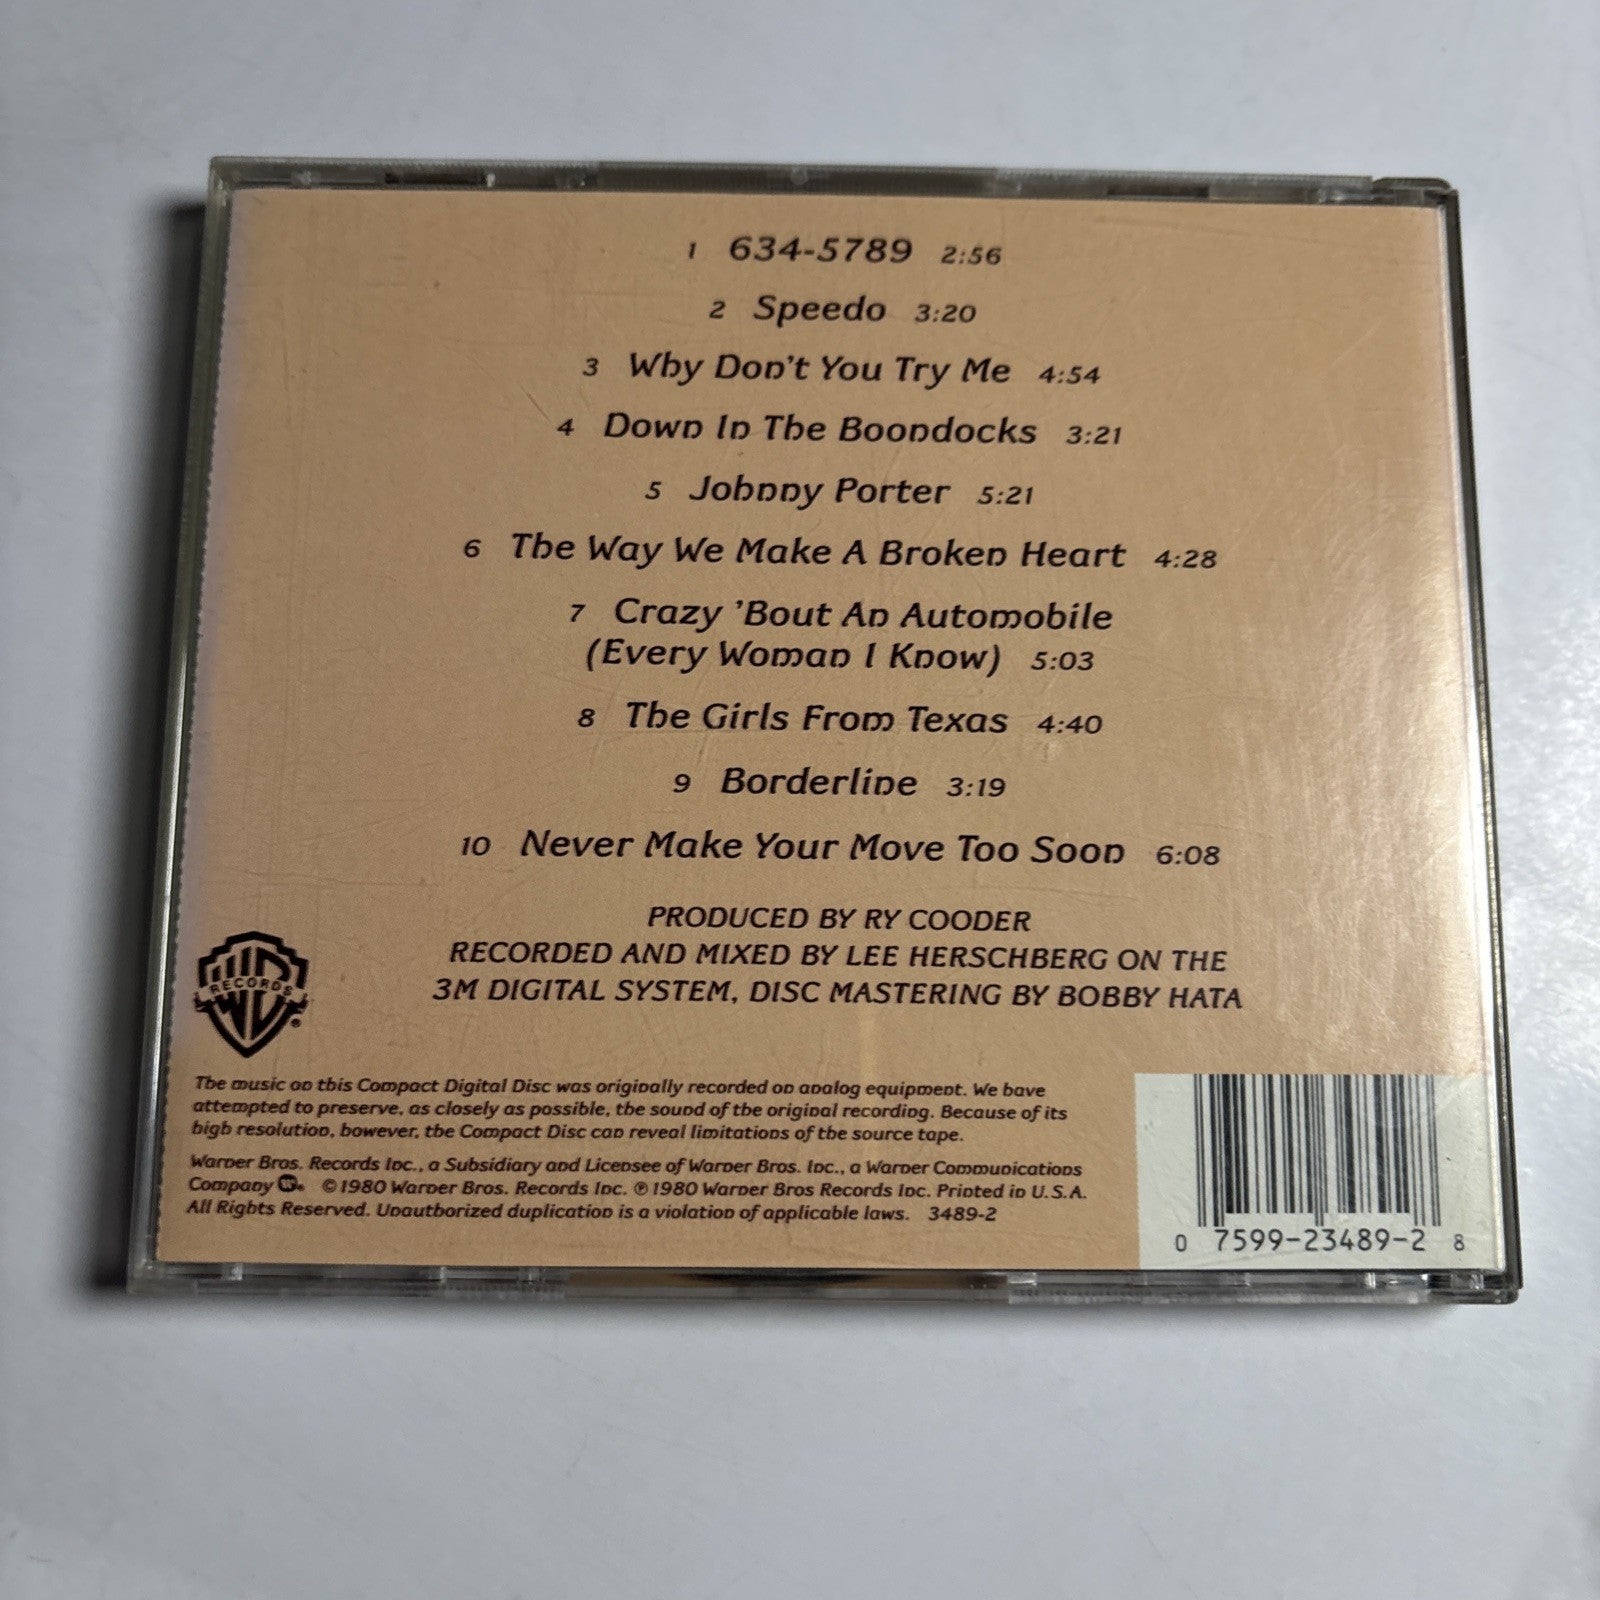 1 634-5789 2:56
2 Speedo 3:20
3 Why Don't You Try Me 4:54
4 Down In The Boondocks 3:21
5 Johnny Porter 5:21
6 The Way We Make A Broken Heart 4:28
7 Crazy 'Bout An Automobile
(Every Woman I Know) 5:03
8 The Girls From Texas 4:40
9 Borderline 3:19
10 Never Make Your Move Too Soon 6:08
PRODUCED BY RY COODER
RECORDED AND MIXED BY LEE HERSCHBERG ON THE
3M DIGITAL SYSTEM, DISC MASTERING BY BOBBY HATA
WB
RECORDS
®
The music on this Compact Digital Disc was originally recorded on analog equipment. We have
attempted to preserve, as closely as possible, the sound of the original recording. Because of its
high resolution, however, the Compact Disc can reveal limitations of the source tape.
Warner Bros. Records Inc., a Subsidiary and Licensee of Warner Bros. Inc., a Warner Communications
Company ©1980 Warner Bros. Records Inc. ℗1980 Warner Bros Records Inc. Printed in U.S.A.
All Rights Reserved. Unauthorized duplication is a violation of applicable laws. 3489-2
0 7599-23489-2 8